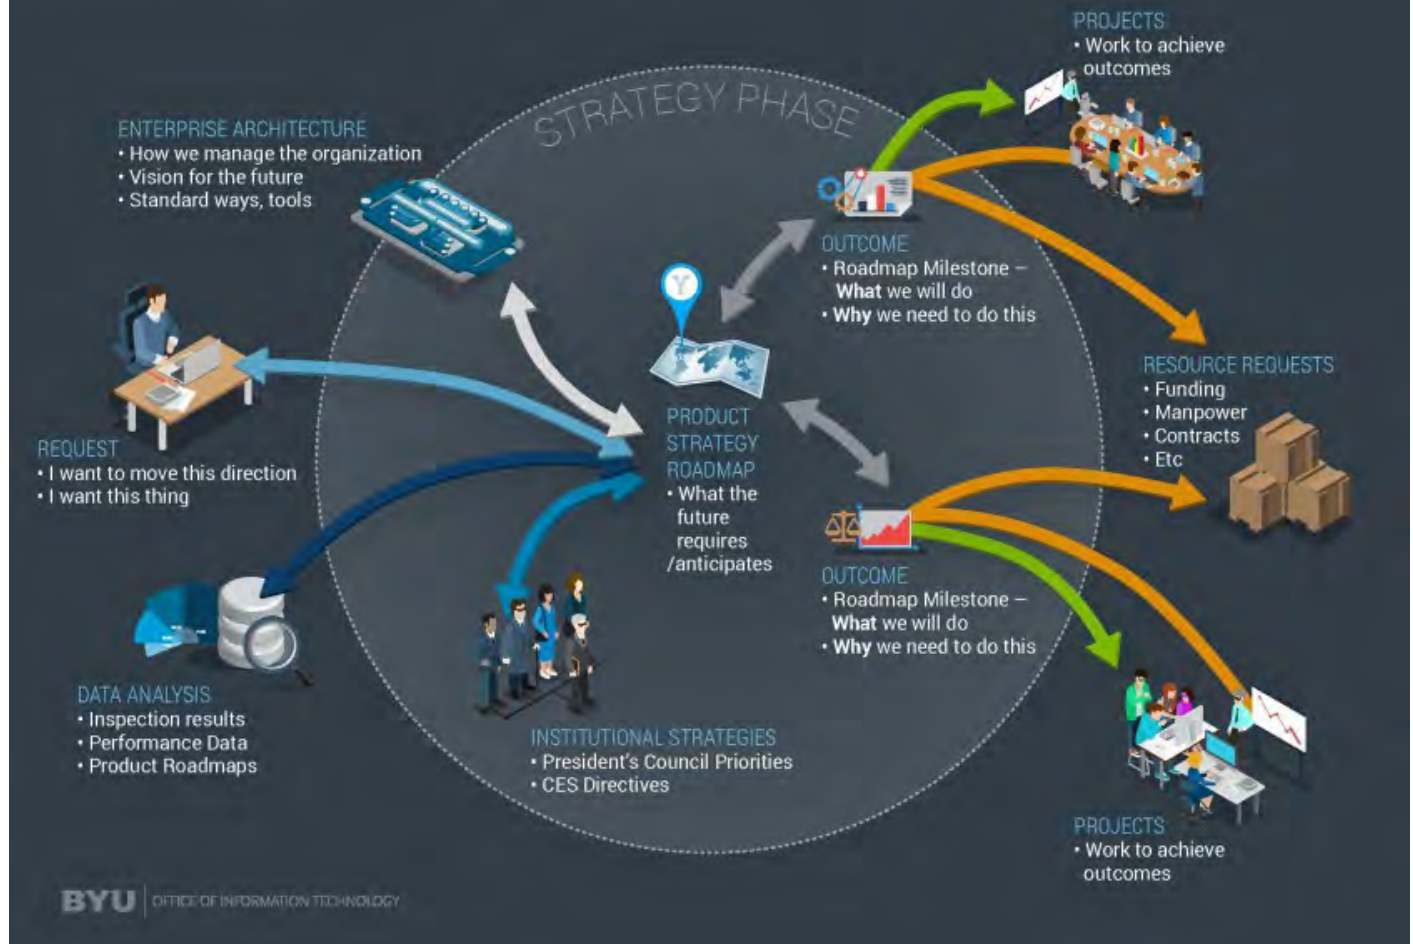 STRATEGY PHASE
PROJECTS
• Work to achieve
outcomes
ENTERPRISE ARCHITECTURE
• How we manage the organization
• Vision for the future
• Standard ways, tools
OUTCOME
• Roadmap Milestone –
What we will do
• Why we need to do this
Y
REQUEST
• I want to move this direction
• I want this thing
PRODUCT
STRATEGY
ROADMAP
• What the
future
requires
/anticipates
RESOURCE REQUESTS
• Funding
• Manpower
• Contracts
• Etc
OUTCOME
• Roadmap Milestone –
What we will do
• Why we need to do this
DATA ANALYSIS
• Inspection results
• Performance Data
• Product Roadmaps
INSTITUTIONAL STRATEGIES
• President's Council Priorities
• CES Directives
PROJECTS
• Work to achieve
outcomes
BYU OFFICE OF INFORMATION TECHNOLOGY